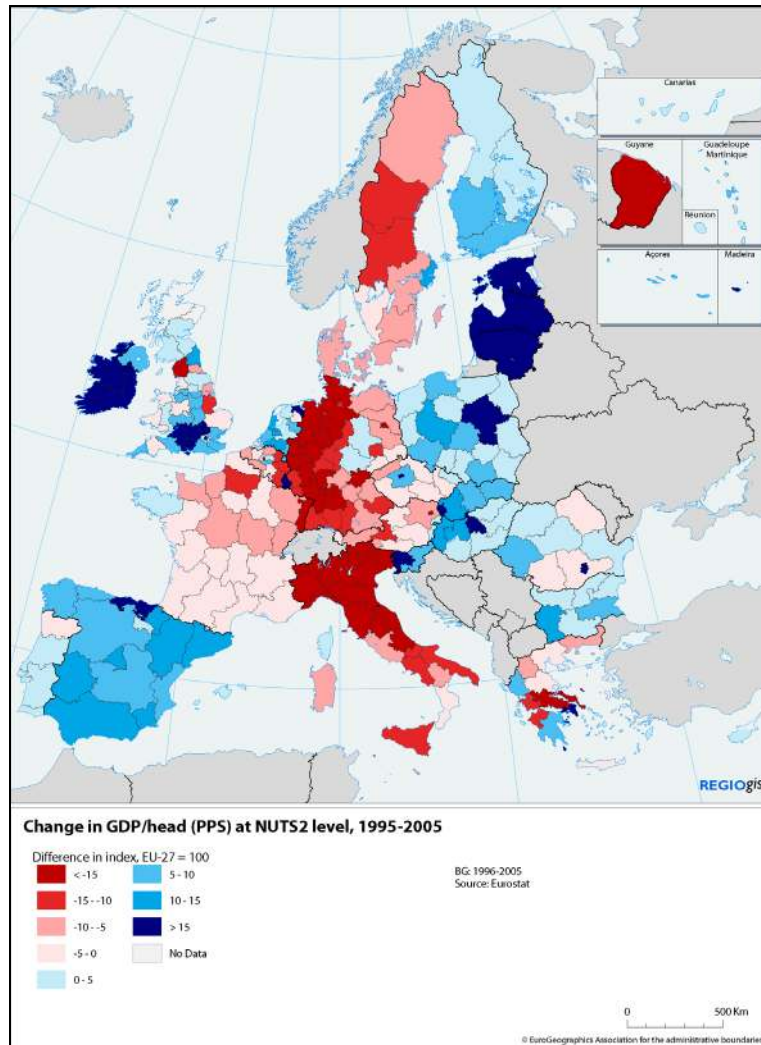 Canarias
Guyane
Guadeloupe
Martinique
Réunion
Açores
Madeira
REGIOgis
Change in GDP/head (PPS) at NUTS2 level, 1995-2005
Difference in index, EU-27 = 100
< -15
-15 - -10
-10 - -5
-5 - 0
0 - 5
5 - 10
10 - 15
> 15
No Data
BG: 1996-2005
Source: Eurostat
0 500 Km
© EuroGeographics Association for the administrative boundaries